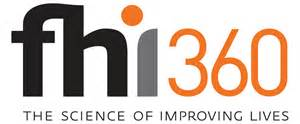 fhi360
THE SCIENCE OF IMPROVING LIVES